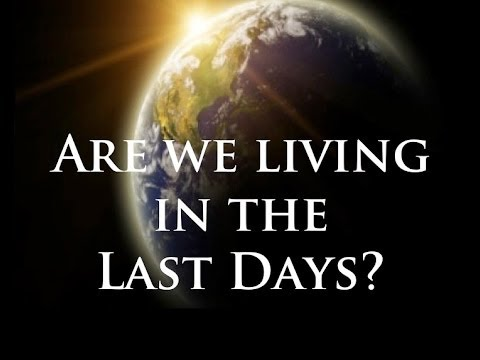 Are we living
in the
Last Days?